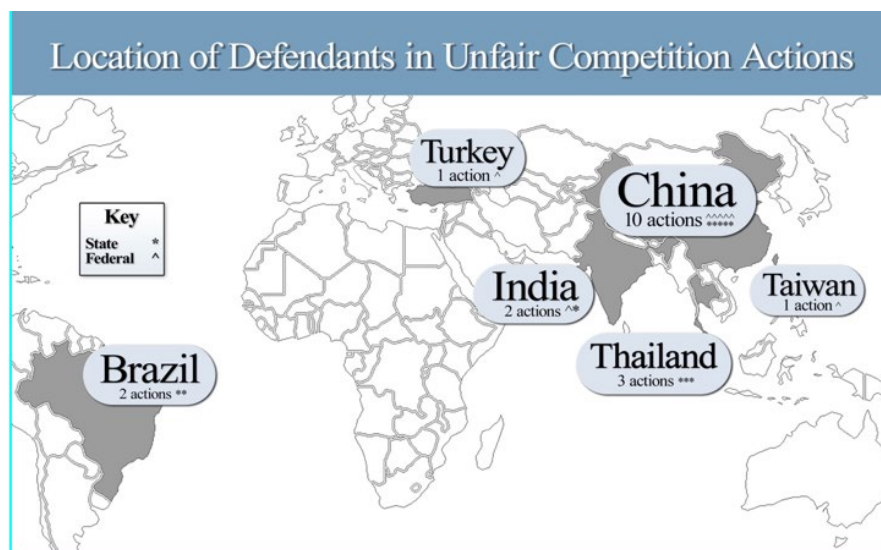 Location of Defendants in Unfair Competition Actions
Turkey
1 action ^
China
10 actions ^^^^^ *****
Key
State *
Federal ^
India
2 actions ^*
Taiwan
1 action ^
Brazil
2 actions **
Thailand
3 actions ***